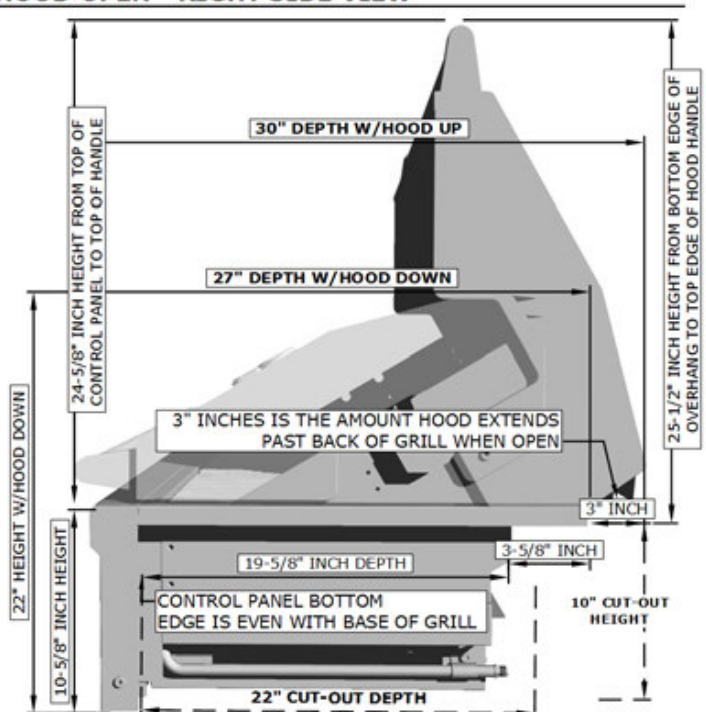 HOOD OPEN - RIGHT SIDE VIEW
30" DEPTH W/HOOD UP
24-5/8" INCH HEIGHT FROM TOP OF
CONTROL PANEL TO TOP OF HANDLE
25-1/2" INCH HEIGHT FROM BOTTOM EDGE OF
OVERHANG TO TOP EDGE OF HOOD HANDLE
27" DEPTH W/HOOD DOWN
22" HEIGHT W/HOOD DOWN
3" INCHES IS THE AMOUNT HOOD EXTENDS
PAST BACK OF GRILL WHEN OPEN
3" INCH
10-5/8" INCH HEIGHT
19-5/8" INCH DEPTH
3-5/8" INCH
CONTROL PANEL BOTTOM
EDGE IS EVEN WITH BASE OF GRILL
10" CUT-OUT
HEIGHT
22" CUT-OUT DEPTH